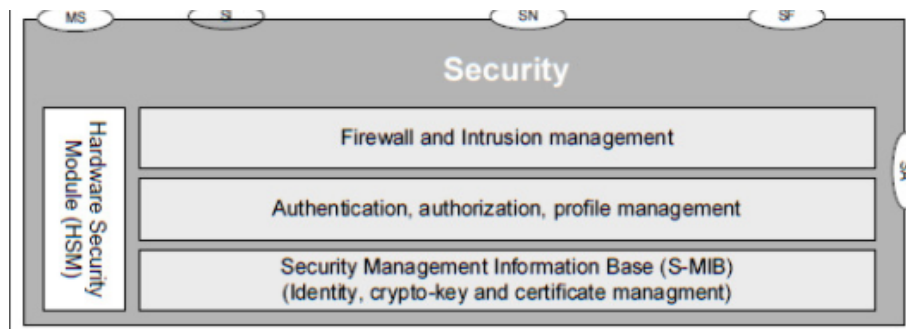 MS SI SN SF
Security
Hardware Security
Module (HSM)
Firewall and Intrusion management
SA
Authentication, authorization, profile management
Security Management Information Base (S-MIB)
(Identity, crypto-key and certificate managment)